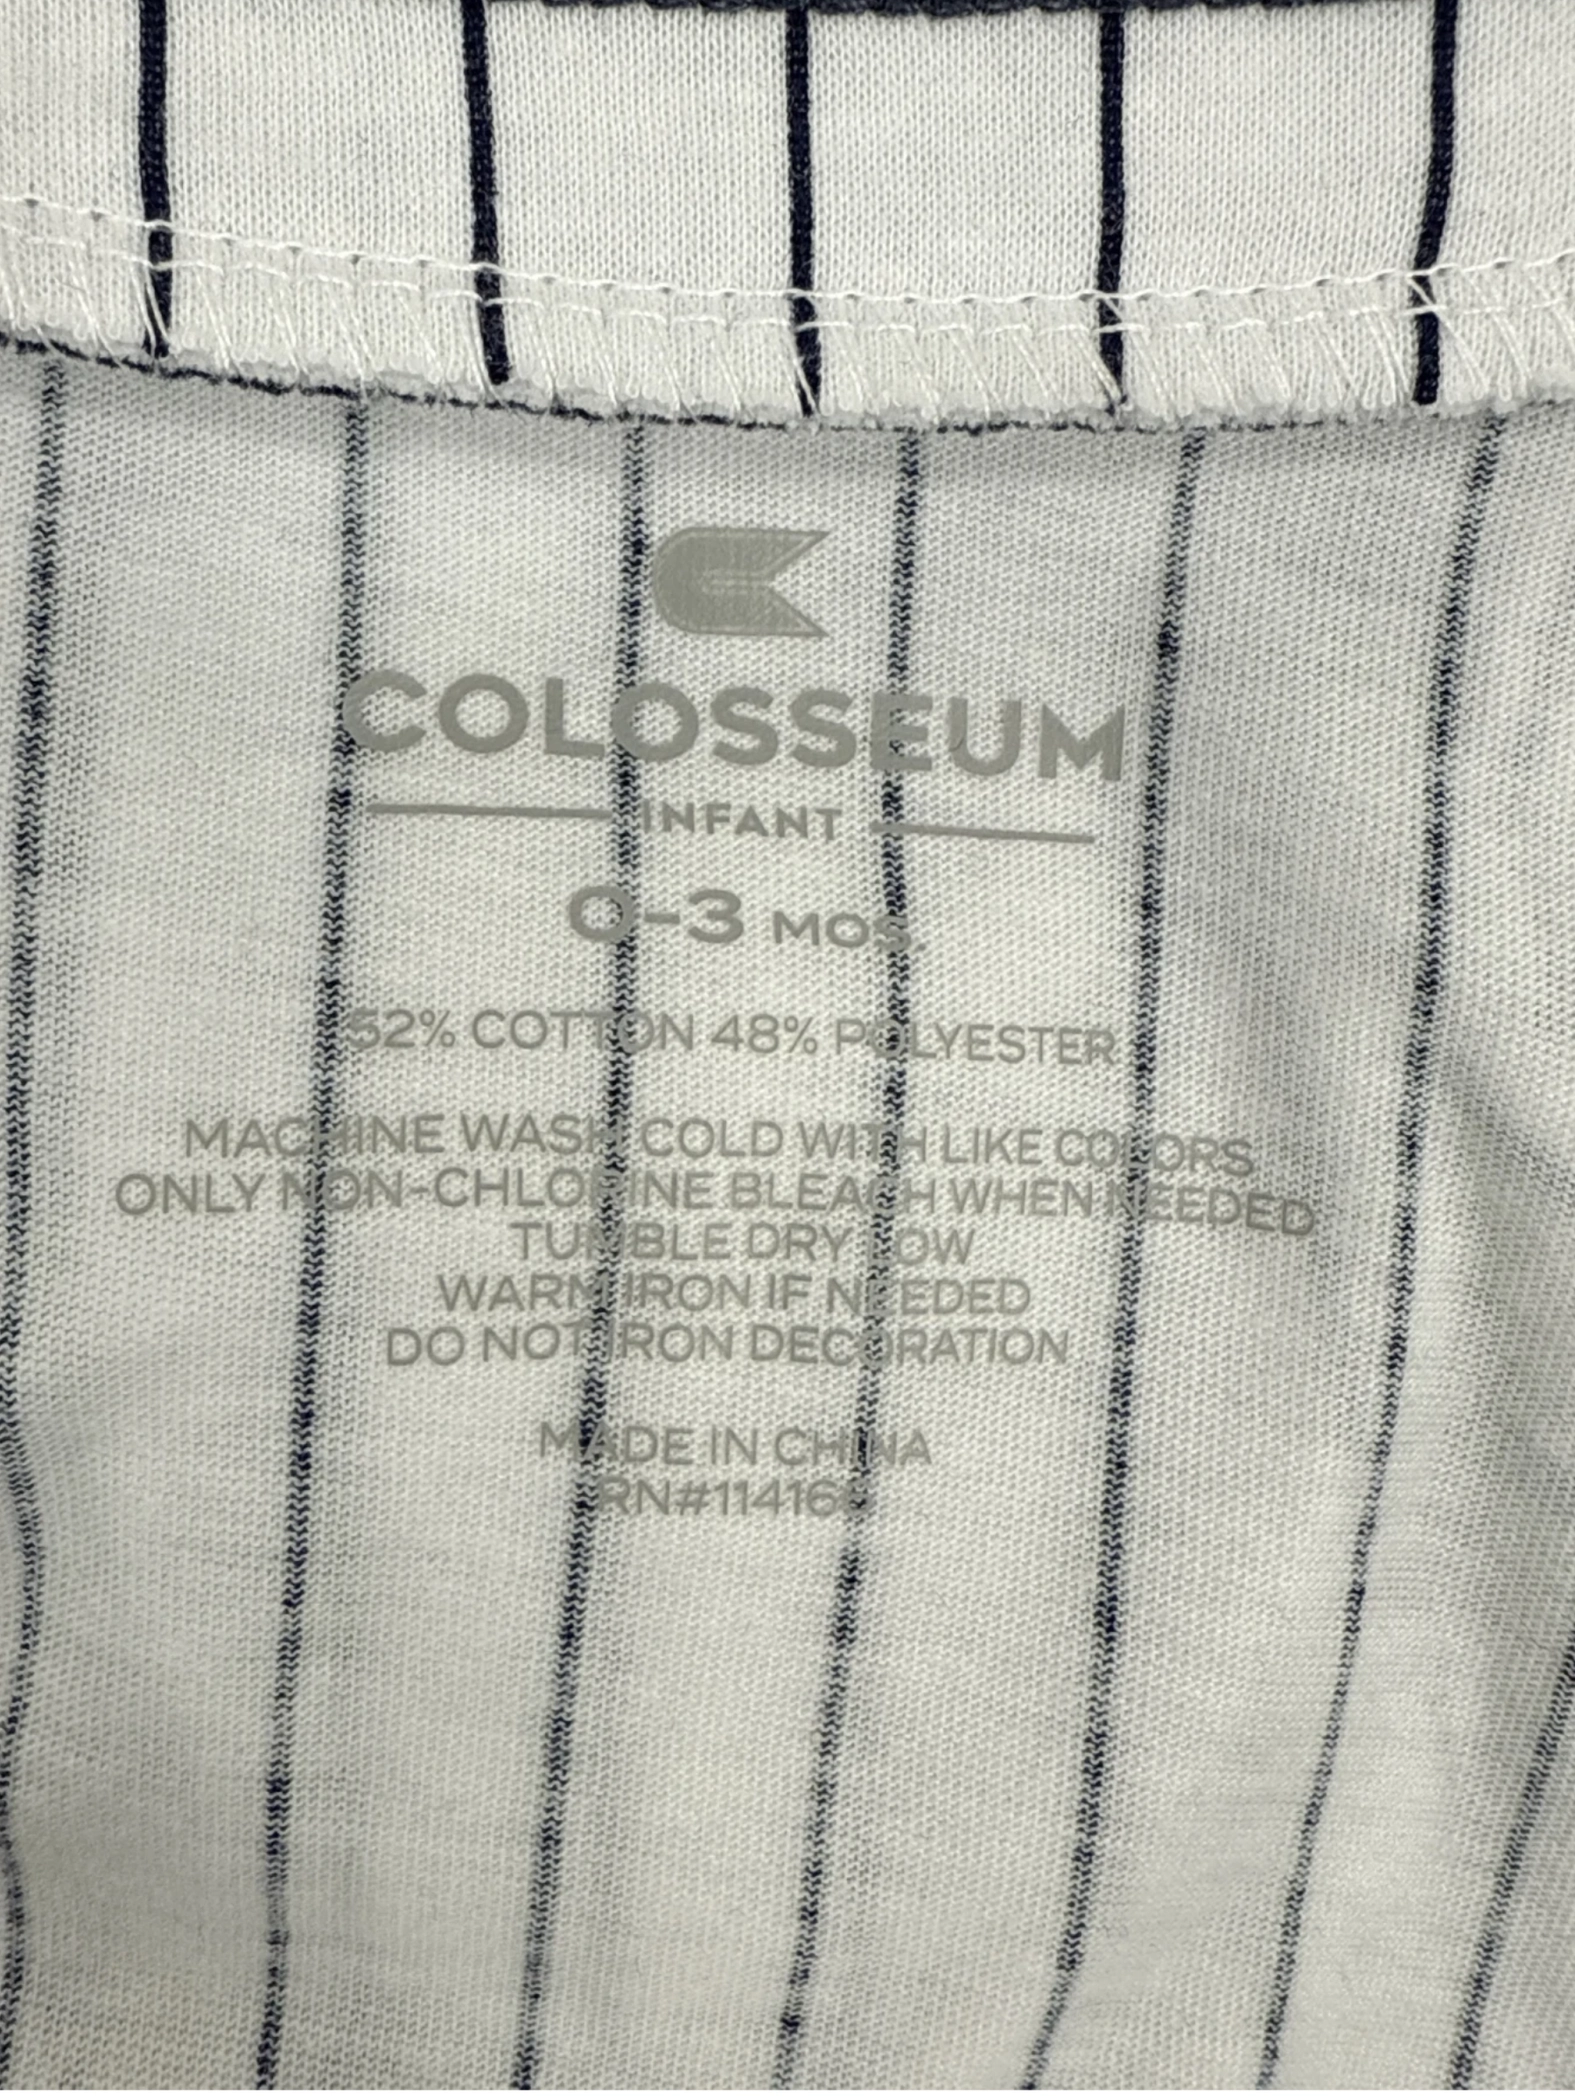 COLOSSEUM
INFANT
0-3 MOS.
52% COTTON 48% POLYESTER
MACHINE WASH COLD WITH LIKE COLORS
ONLY NON-CHLORINE BLEACH WHEN NEEDED
TUMBLE DRY LOW
WARM IRON IF NEEDED
DO NOT IRON DECORATION
MADE IN CHINA